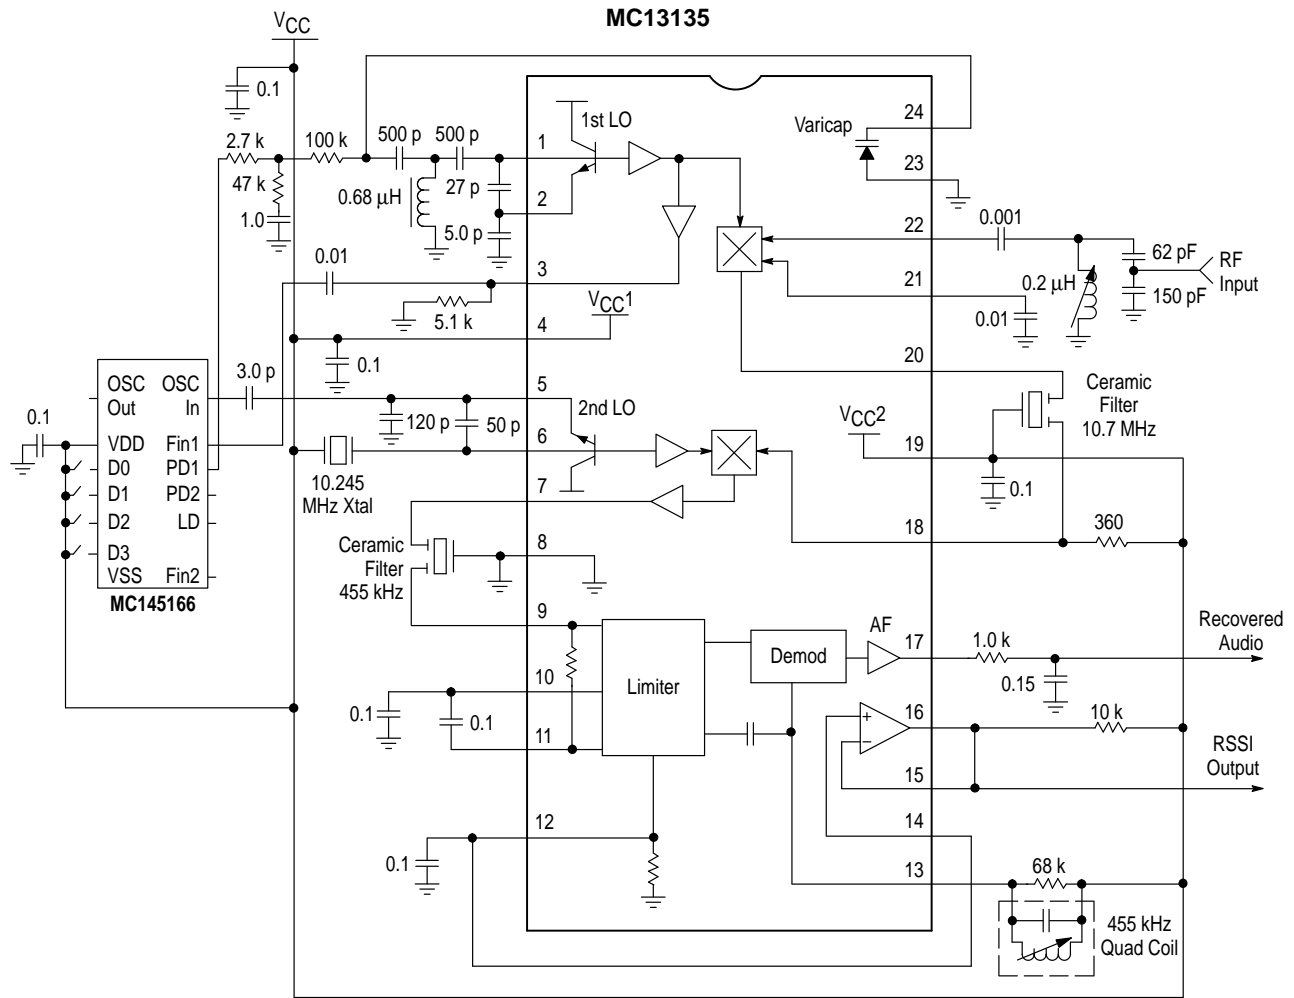 MC13135
VCC
0.1
2.7 k
100 k
500 p
500 p
47 k
1.0
0.68 µH
27 p
5.0 p
0.01
5.1 k
0.1
1
2
3
4
1st LO
VCC1
Varicap
24
23
22
21
20
0.001
62 pF
150 pF
RF
Input
0.2 µH
0.01
Ceramic
Filter
10.7 MHz
OSC
Out
OSC
In
VDD
Fin1
D0
PD1
D1
PD2
D2
LD
D3
VSS
Fin2
MC145166
0.1
3.0 p
120 p
50 p
10.245
MHz Xtal
5
6
7
8
2nd LO
VCC2
19
18
0.1
360
Ceramic
Filter
455 kHz
9
10
11
12
0.1
0.1
0.1
Limiter
Demod
AF
17
16
15
14
13
+
−
1.0 k
0.15
Recovered
Audio
10 k
RSSI
Output
68 k
455 kHz
Quad Coil